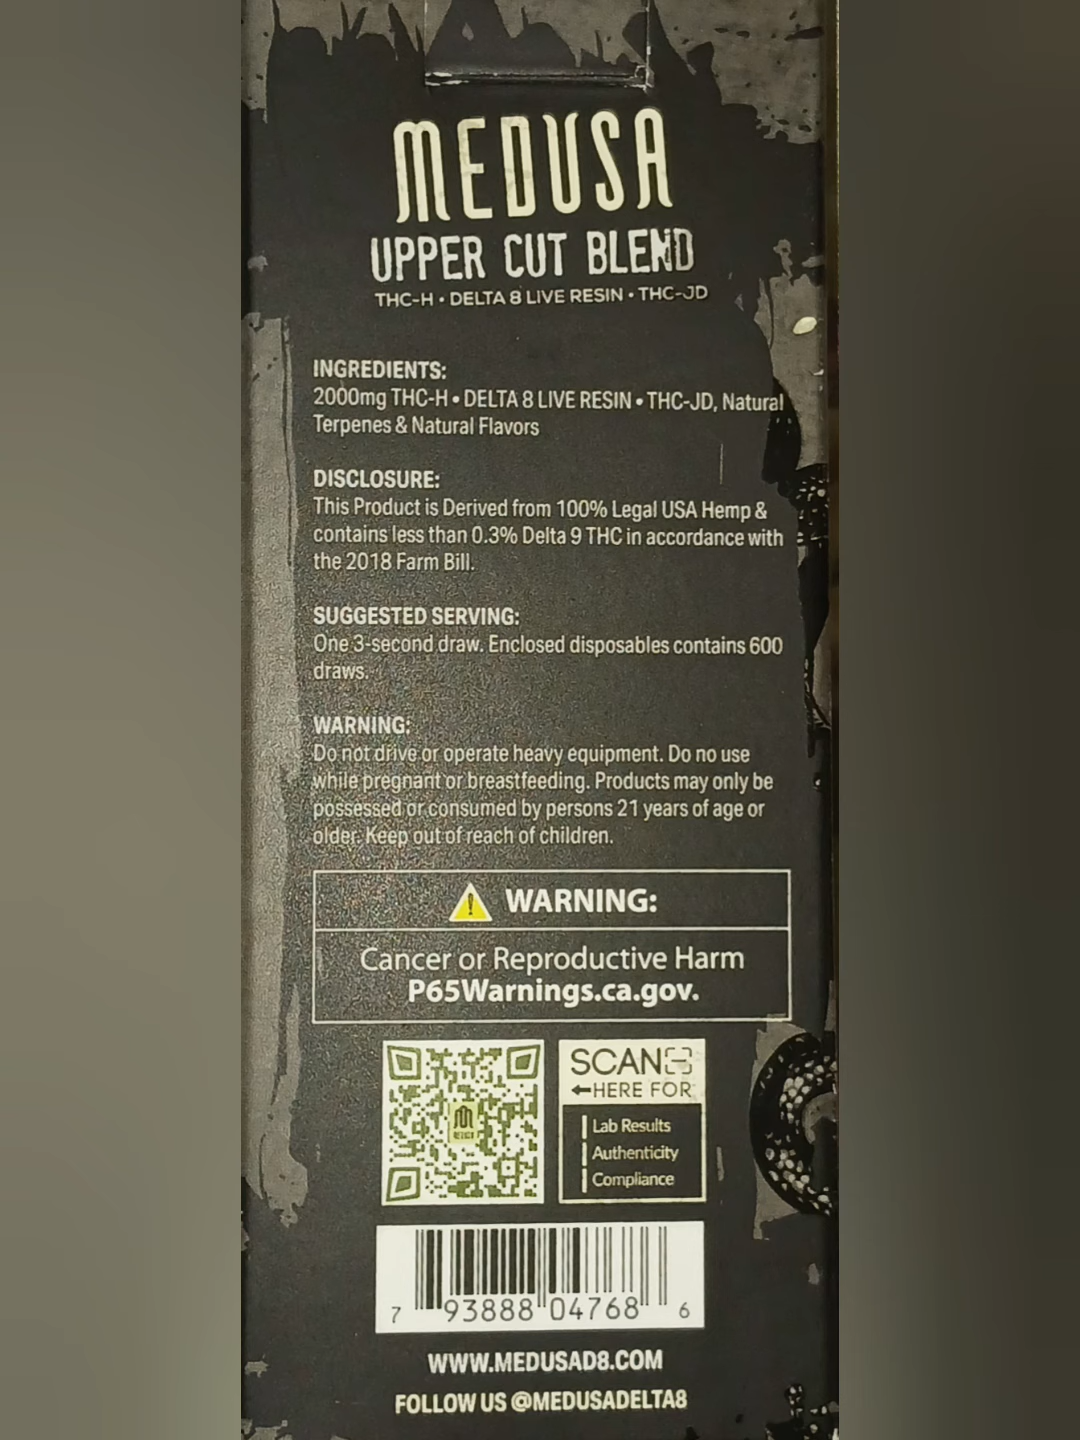 MEDUSA
UPPER CUT BLEND
THC-H • DELTA 8 LIVE RESIN • THC-JD
INGREDIENTS:
2000mg THC-H • DELTA 8 LIVE RESIN • THC-JD, Natural
Terpenes & Natural Flavors
DISCLOSURE:
This Product is Derived from 100% Legal USA Hemp &
contains less than 0.3% Delta 9 THC in accordance with
the 2018 Farm Bill.
SUGGESTED SERVING:
One 3-second draw. Enclosed disposables contains 600
draws.
WARNING:
Do not drive or operate heavy equipment. Do no use
while pregnant or breastfeeding. Products may only be
possessed or consumed by persons 21 years of age or
older. Keep out of reach of children.
WARNING:
Cancer or Reproductive Harm
P65Warnings.ca.gov.
MEDUSA
SCAN
HERE FOR
Lab Results
Authenticity
Compliance
7 93888 04768 6
WWW.MEDUSAD8.COM
FOLLOW US @MEDUSADELTA8